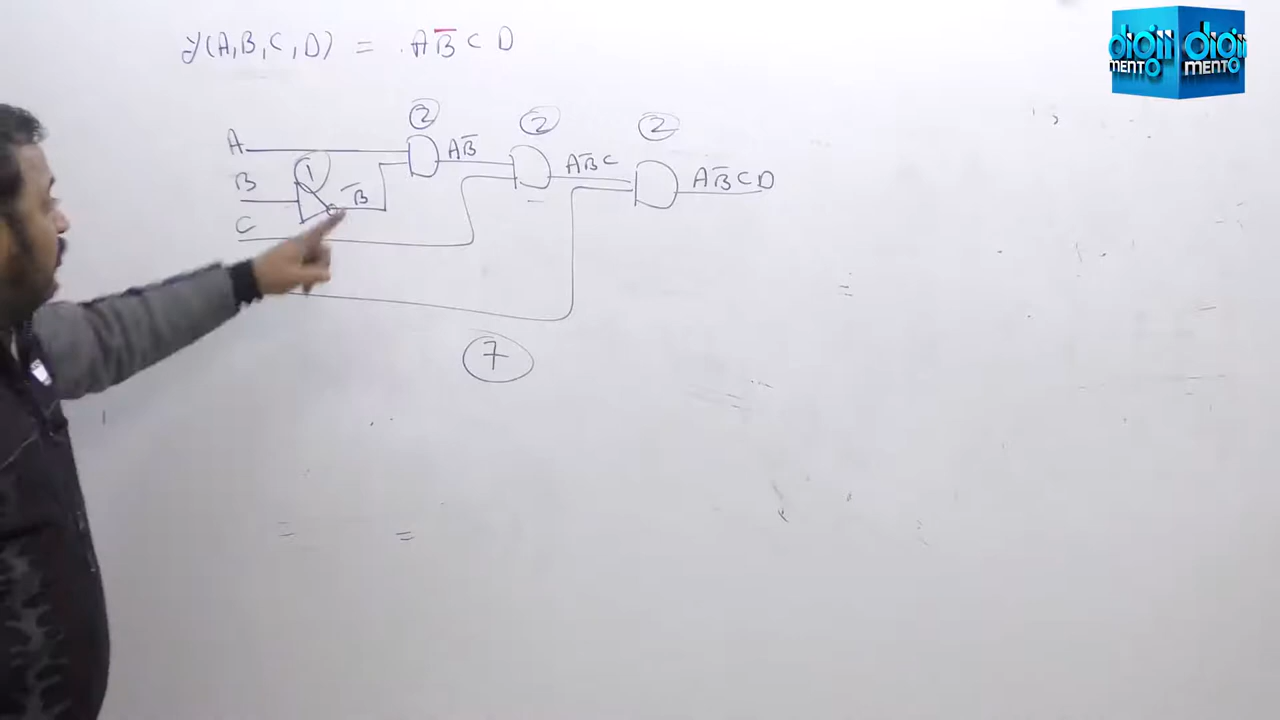 y(A,B,C,D) = AB̅CD
2 2 2
A 1 AB̅ AB̅C AB̅CD
B B̅
C
7
digii digii
MENTO MENTO